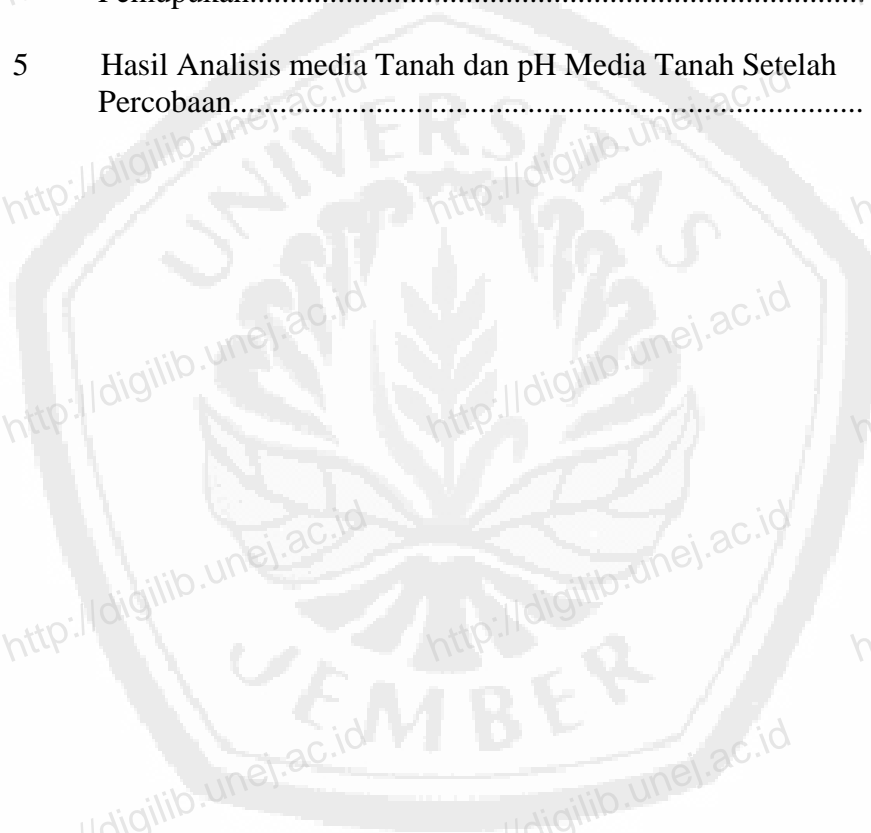 Pemupukan......................................................................
5 Hasil Analisis media Tanah dan pH Media Tanah Setelah
Percobaan......................................................................
http://digilib.unej.ac.id
http://digilib.unej.ac.id
UNIVERSITAS
http://digilib.unej.ac.id
http://digilib.unej.ac.id
http://digilib.unej.ac.id
http://digilib.unej.ac.id
JEMBER
http://digilib.unej.ac.id
http://digilib.unej.ac.id